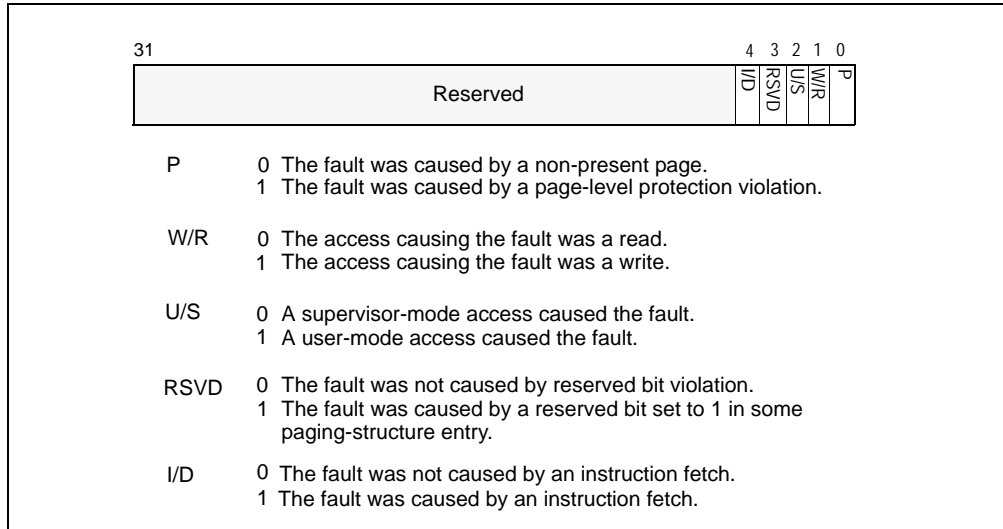 31 4 3 2 1 0
Reserved I/D RSVD U/S W/R P
P 0 The fault was caused by a non-present page.
1 The fault was caused by a page-level protection violation.
W/R 0 The access causing the fault was a read.
1 The access causing the fault was a write.
U/S 0 A supervisor-mode access caused the fault.
1 A user-mode access caused the fault.
RSVD 0 The fault was not caused by reserved bit violation.
1 The fault was caused by a reserved bit set to 1 in some
paging-structure entry.
I/D 0 The fault was not caused by an instruction fetch.
1 The fault was caused by an instruction fetch.